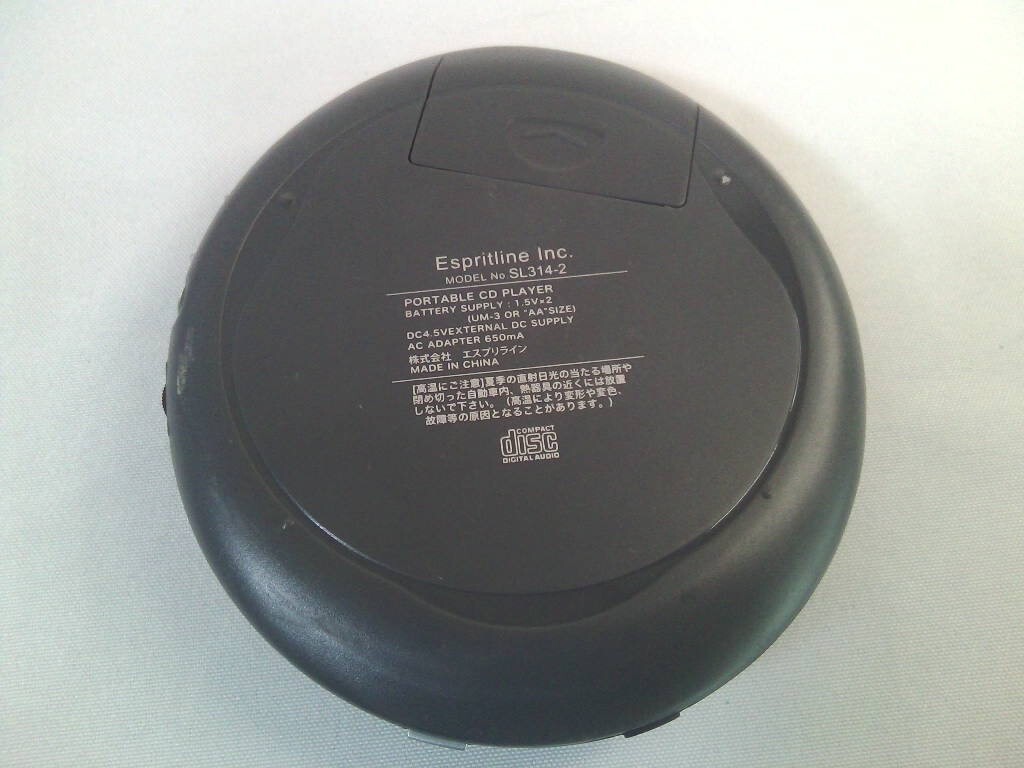 Espritline Inc.
MODEL No SL314-2
PORTABLE CD PLAYER
BATTERY SUPPLY : 1.5V×2
(UM-3 OR "AA"SIZE)
DC4.5VEXTERNAL DC SUPPLY
AC ADAPTER 650mA
株式会社 エスプリライン
MADE IN CHINA
[高温にご注意]夏季の直射日光の当たる場所や
閉め切った自動車内、熱器具の近くには放置
しないで下さい。(高温により変形や変色、
故障等の原因となることがあります。)
COMPACT
disc
DIGITAL AUDIO